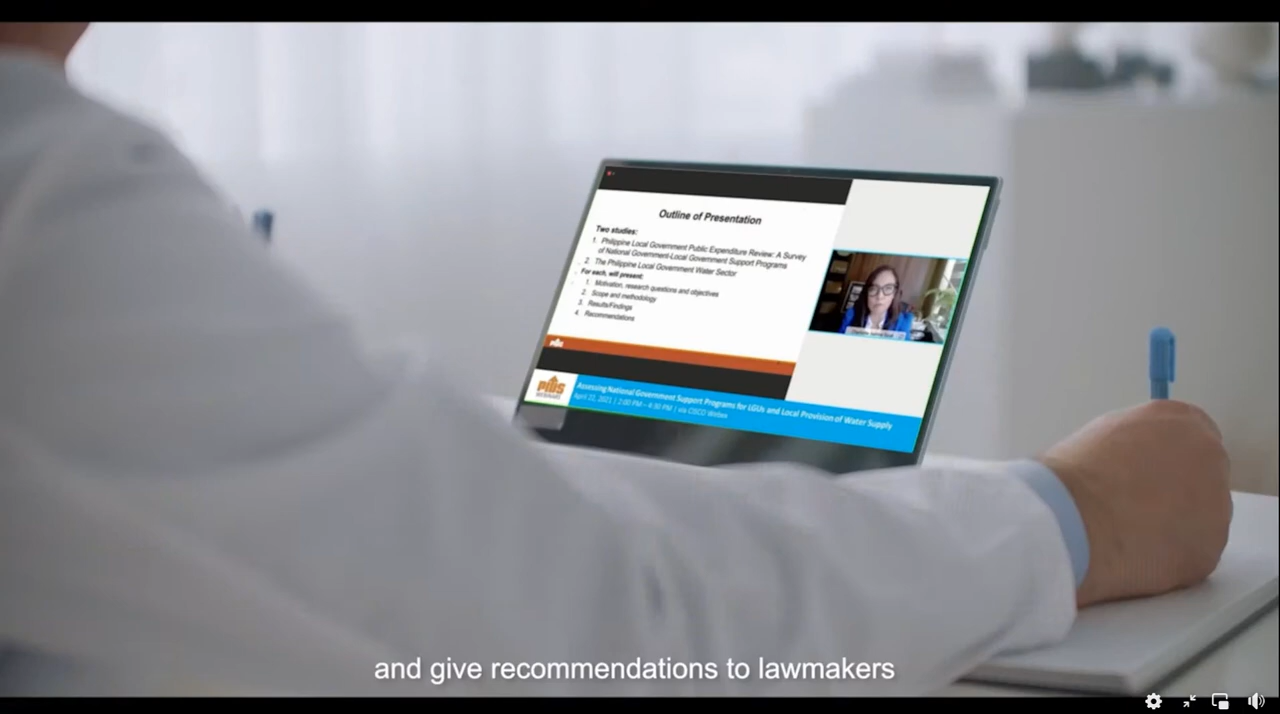 Outline of Presentation
Two studies:
1. Philippine Local Government Public Expenditure Review: A Survey
of National Government-Local Government Support Programs
2. The Philippine Local Government Water Sector
For each, will present:
1. Motivation, research questions and objectives
2. Scope and methodology
3. Results/Findings
4. Recommendations
PIDS
PIDS
Assessing National Government Support Programs for LGUs and Local Provision of Water Supply
April 22, 2021 | 2:00 PM – 4:30 PM | via CISCO Webex
and give recommendations to lawmakers